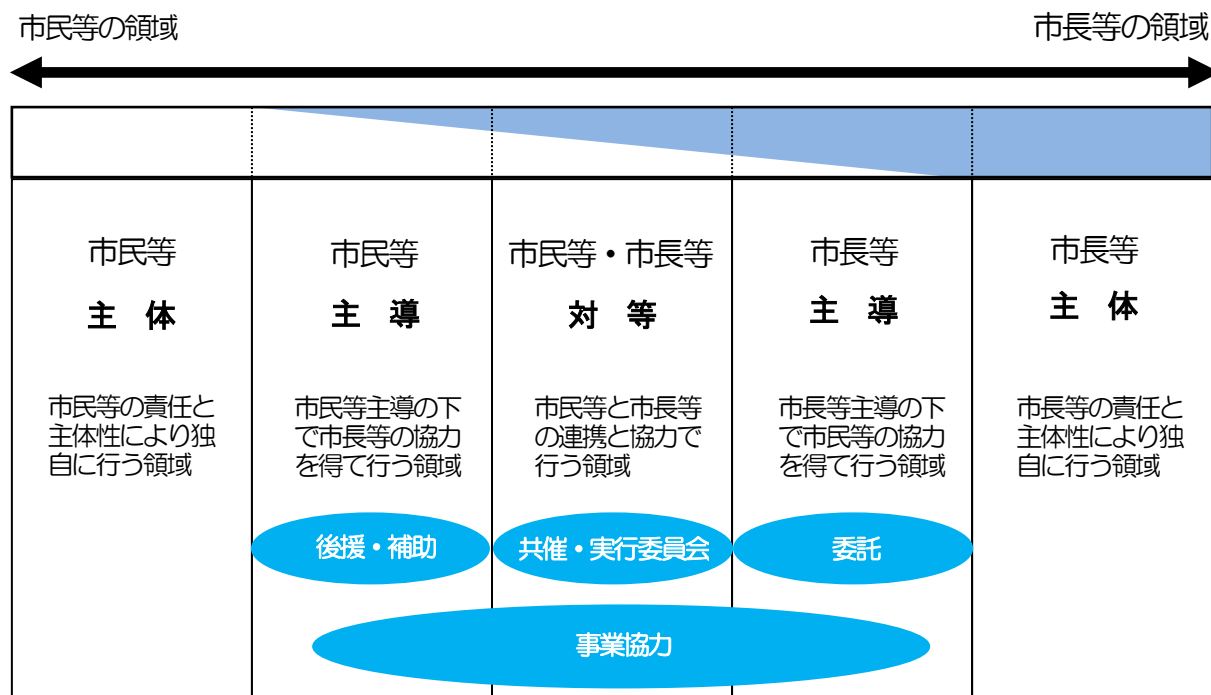 市民等の領域
市長等の領域
市民等
主 体
市民等の責任と
主体性により独
自に行う領域
市民等
主 導
市民等主導の下
で市長等の協力
を得て行う領域
市民等・市長等
対 等
市民等と市長等
の連携と協力で
行う領域
市長等
主 導
市長等主導の下
で市民等の協力
を得て行う領域
市長等
主 体
市長等の責任と
主体性により独
自に行う領域
後援・補助
共催・実行委員会
委託
事業協力